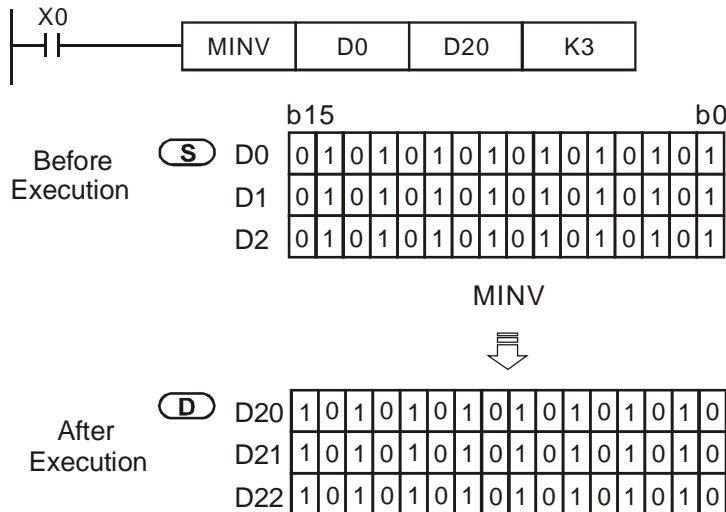 X0
MINV D0 D20 K3
b15 b0
Before Execution
S D0 0 1 0 1 0 1 0 1 0 1 0 1 0 1 0 1
D1 0 1 0 1 0 1 0 1 0 1 0 1 0 1 0 1
D2 0 1 0 1 0 1 0 1 0 1 0 1 0 1 0 1
MINV
After Execution
D D20 1 0 1 0 1 0 1 0 1 0 1 0 1 0 1 0
D21 1 0 1 0 1 0 1 0 1 0 1 0 1 0 1 0
D22 1 0 1 0 1 0 1 0 1 0 1 0 1 0 1 0